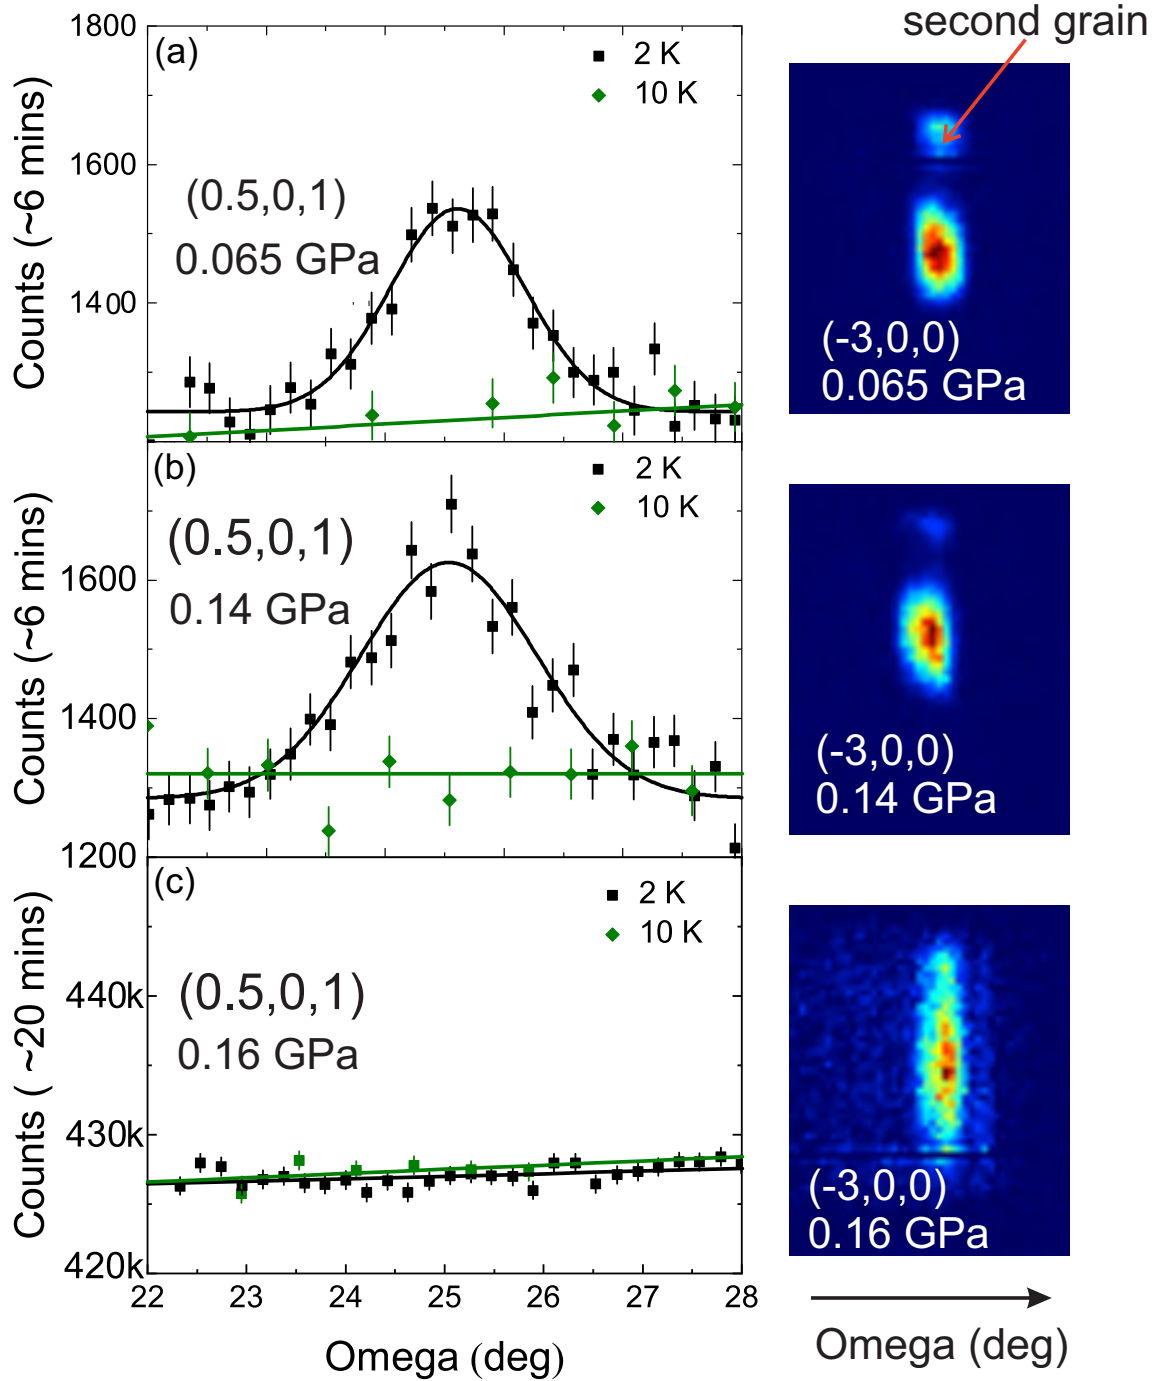 second grain
1800
(a)
2 K
10 K
1600
(0.5,0,1)
0.065 GPa
1400
Counts (~6 mins)
(-3,0,0)
0.065 GPa
(b)
2 K
10 K
(0.5,0,1)
1600
0.14 GPa
1400
1200
Counts (~6 mins)
(-3,0,0)
0.14 GPa
(c)
2 K
10 K
440k
(0.5,0,1)
0.16 GPa
430k
420k
Counts ( ~20 mins)
(-3,0,0)
0.16 GPa
22 23 24 25 26 27 28
Omega (deg)
Omega (deg)